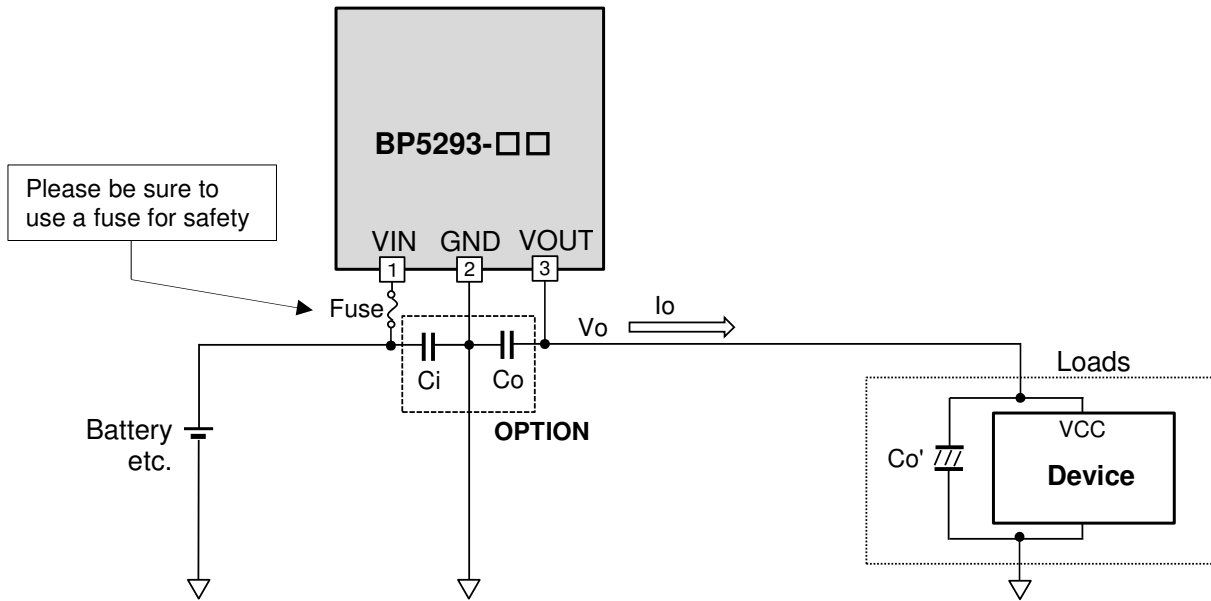 BP5293-□□
Please be sure to
use a fuse for safety
VIN GND VOUT
1 2 3
Fuse
Vo Io
Ci Co
OPTION
Battery
etc.
Loads
VCC
Co'
Device